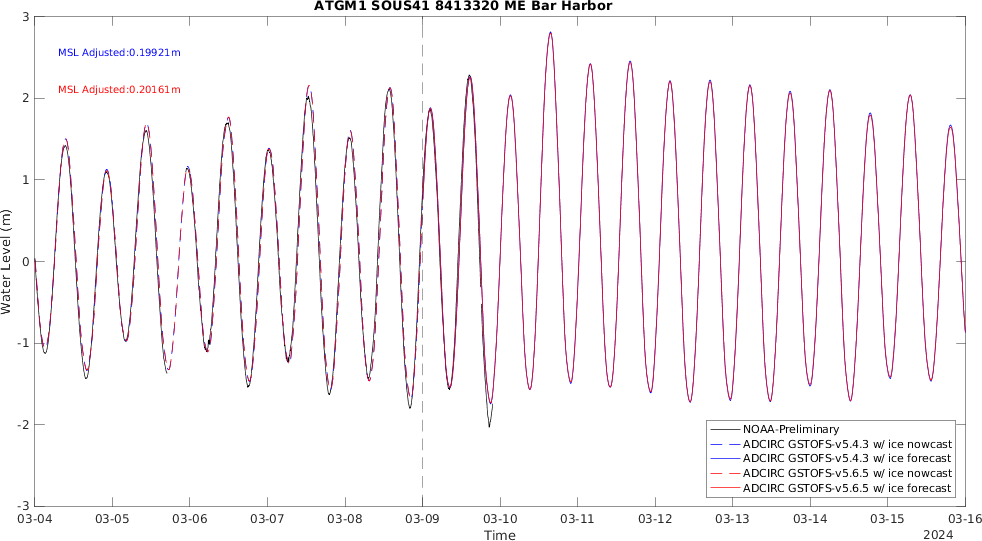 ATGM1 SOUS41 8413320 ME Bar Harbor
3
2
1
0
-1
-2
-3
Water Level (m)
MSL Adjusted:0.19921m
MSL Adjusted:0.20161m
NOAA-Preliminary
ADCIRC GSTOFS-v5.4.3 w/ ice nowcast
ADCIRC GSTOFS-v5.4.3 w/ ice forecast
ADCIRC GSTOFS-v5.6.5 w/ ice nowcast
ADCIRC GSTOFS-v5.6.5 w/ ice forecast
03-04 03-05 03-06 03-07 03-08 03-09 03-10 03-11 03-12 03-13 03-14 03-15 03-16
Time
2024